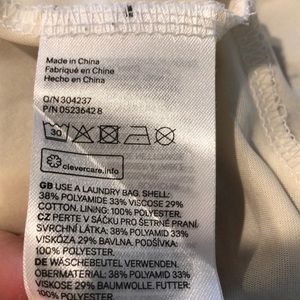 Made in China
Fabriqué en Chine
Hecho en China
O/N 304237
P/N 05236428
30
clevercare.info
GB USE A LAUNDRY BAG. SHELL:
38% POLYAMIDE 33% VISCOSE 29%
COTTON. LINING: 100% POLYESTER.
CZ PERTE V SÁČKU PRO ŠETRNÉ PRANÍ.
SVRCHNÍ LÁTKA: 38% POLYAMID 33%
VISKÓZA 29% BAVLNA. PODŠÍVKA:
100% POLYESTER.
DE WÄSCHEBEUTEL VERWENDEN.
OBERMATERIAL: 38% POLYAMID 33%
VISKOSE 29% BAUMWOLLE. FUTTER:
100% POLYESTER.